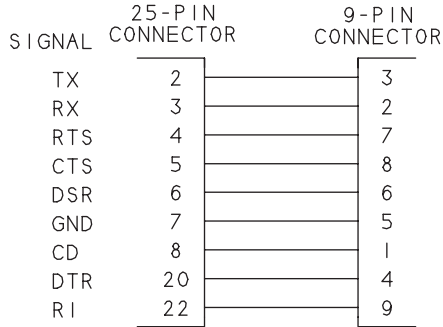 25-PIN 9-PIN
SIGNAL CONNECTOR CONNECTOR
TX 2 3
RX 3 2
RTS 4 7
CTS 5 8
DSR 6 6
GND 7 5
CD 8 1
DTR 20 4
RI 22 9